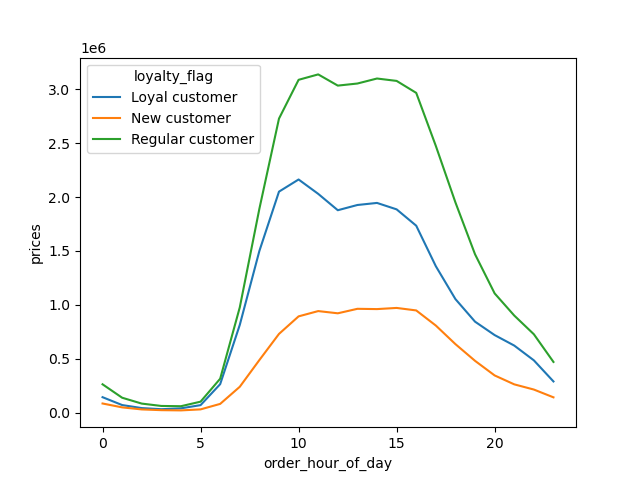 1e6
loyalty_flag
Loyal customer
New customer
Regular customer
3.0
2.5
2.0
1.5
1.0
0.5
0.0
prices
0 5 10 15 20
order_hour_of_day